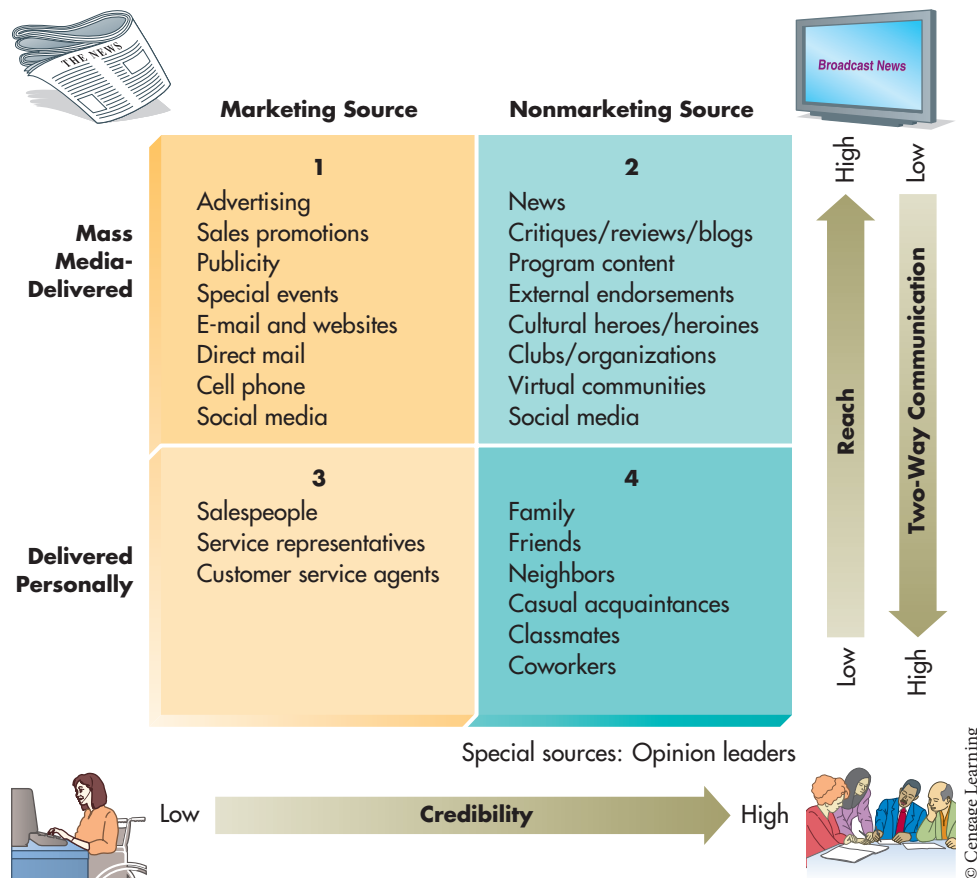 THE NEWS
Broadcast News
Marketing Source
Nonmarketing Source
High
Low
Mass
Media-
Delivered
1
Advertising
Sales promotions
Publicity
Special events
E-mail and websites
Direct mail
Cell phone
Social media
2
News
Critiques/reviews/blogs
Program content
External endorsements
Cultural heroes/heroines
Clubs/organizations
Virtual communities
Social media
Reach
Two-Way Communication
Delivered
Personally
3
Salespeople
Service representatives
Customer service agents
4
Family
Friends
Neighbors
Casual acquaintances
Classmates
Coworkers
Low
High
Special sources: Opinion leaders
Low
Credibility
High
© Cengage Learning